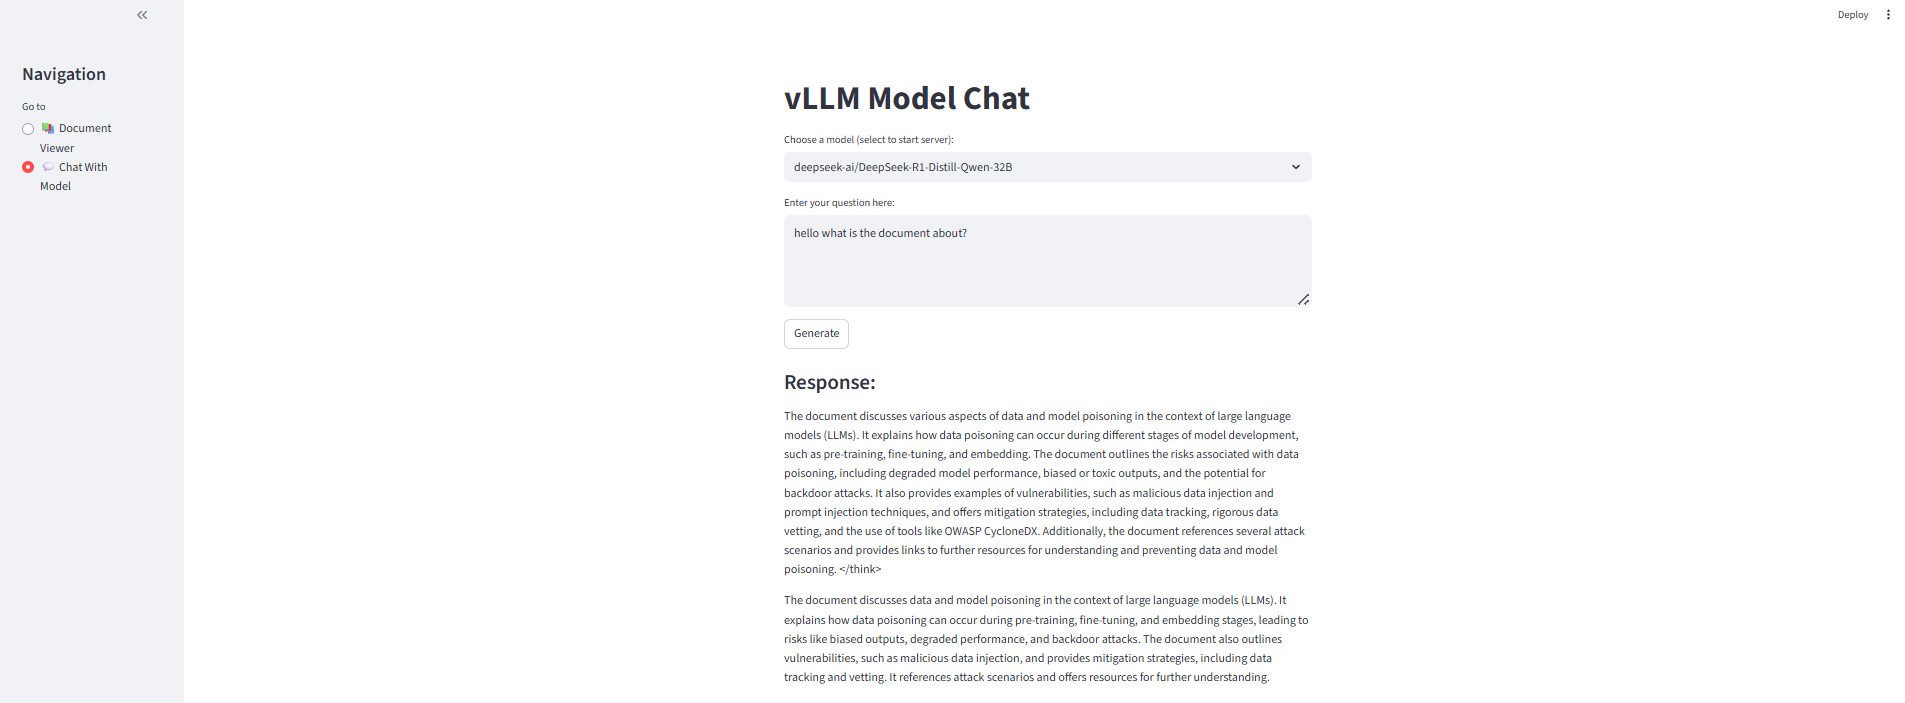 Deploy
Navigation
Go to
Document
Viewer
Chat With
Model
vLLM Model Chat
Choose a model (select to start server):
deepseek-ai/DeepSeek-R1-Distill-Qwen-32B
Enter your question here:
hello what is the document about?
Generate
Response:
The document discusses various aspects of data and model poisoning in the context of large language
models (LLMs). It explains how data poisoning can occur during different stages of model development,
such as pre-training, fine-tuning, and embedding. The document outlines the risks associated with data
poisoning, including degraded model performance, biased or toxic outputs, and the potential for
backdoor attacks. It also provides examples of vulnerabilities, such as malicious data injection and
prompt injection techniques, and offers mitigation strategies, including data tracking, rigorous data
vetting, and the use of tools like OWASP CycloneDX. Additionally, the document references several attack
scenarios and provides links to further resources for understanding and preventing data and model
poisoning. </think>
The document discusses data and model poisoning in the context of large language models (LLMs). It
explains how data poisoning can occur during pre-training, fine-tuning, and embedding stages, leading to
risks like biased outputs, degraded performance, and backdoor attacks. The document also outlines
vulnerabilities, such as malicious data injection, and provides mitigation strategies, including data
tracking and vetting. It references attack scenarios and offers resources for further understanding.